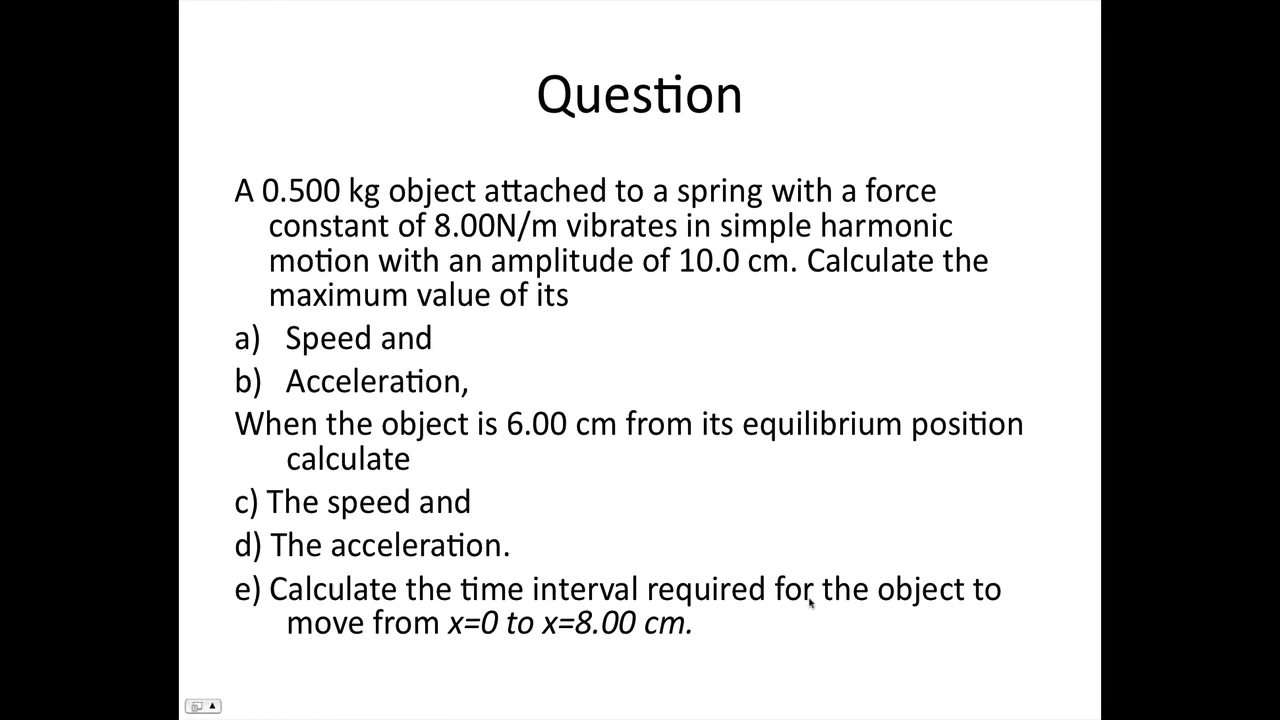 Question
A 0.500 kg object attached to a spring with a force
constant of 8.00N/m vibrates in simple harmonic
motion with an amplitude of 10.0 cm. Calculate the
maximum value of its
a) Speed and
b) Acceleration,
When the object is 6.00 cm from its equilibrium position
calculate
c) The speed and
d) The acceleration.
e) Calculate the time interval required for the object to
move from x=0 to x=8.00 cm.